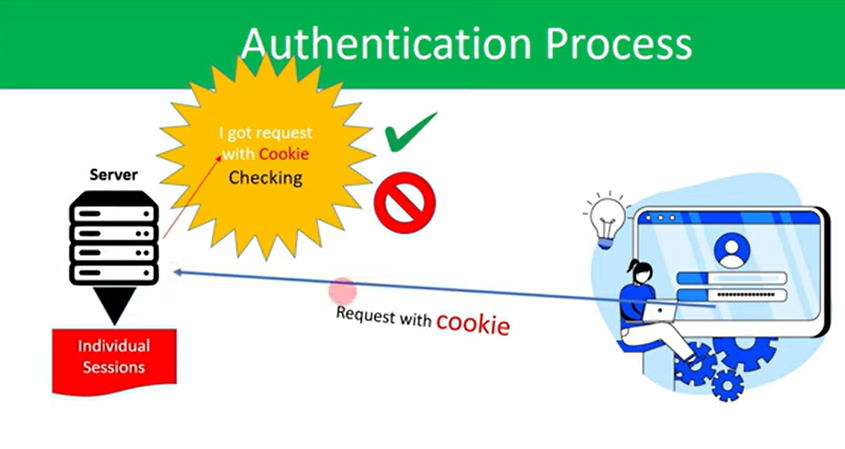 Authentication Process
I got request
with Cookie
Checking
Server
Request with cookie
Individual
Sessions